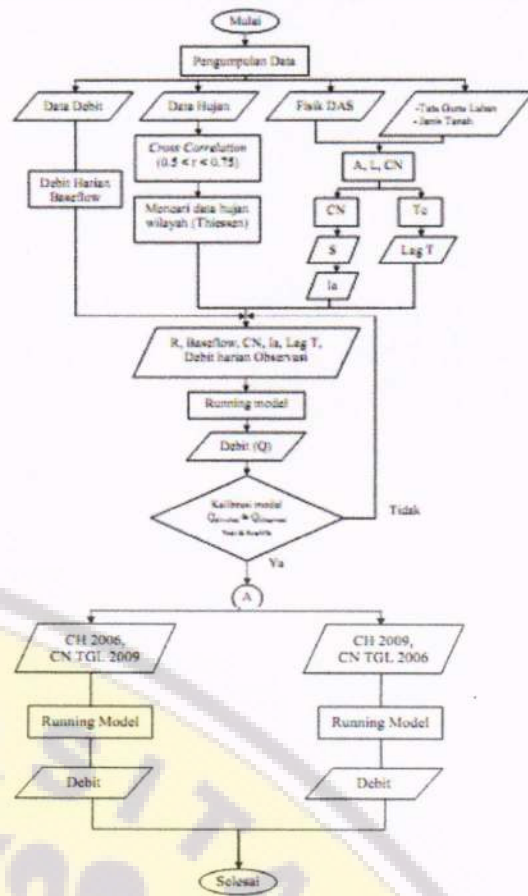 Mulai
Pengumpulan Data
Data Debit
Data Hujan
Fisik DAS
-Tata Guna Lahan
-Jenis Tanah
Debit Harian
Baseflow
Cross Correlation
(0.5 < r < 0.75)
Mencari data hujan
wilayah (Thiessen)
A, L, CN
CN
Tc
S
Lag T
Ia
R, Baseflow, CN, Ia, Lag T,
Debit harian Observasi
Running model
Debit (Q)
Kalibrasi model
Tidak
Ya
A
CH 2006,
CN TGL 2009
CH 2009,
CN TGL 2006
Running Model
Running Model
Debit
Debit
Selesai